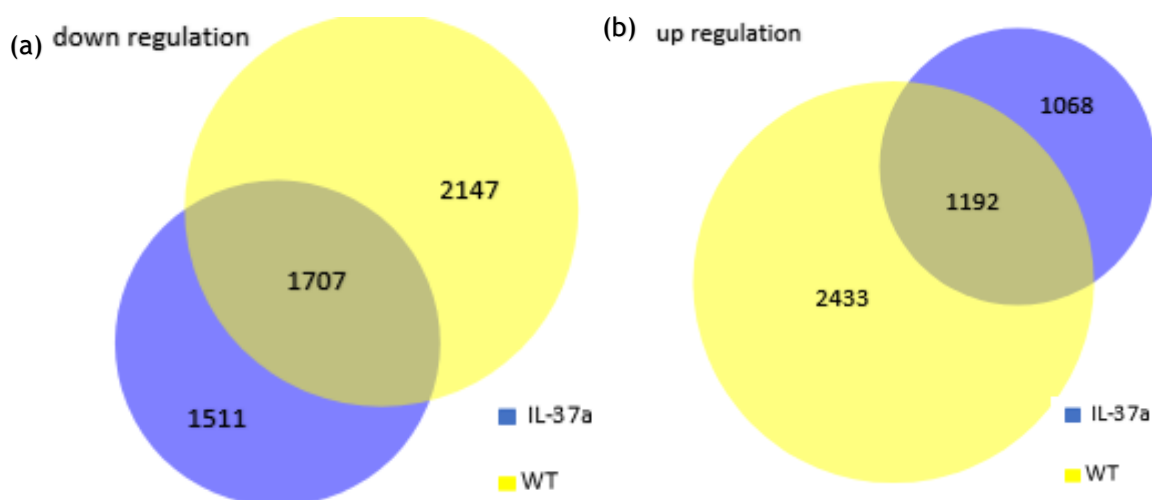 (a) down regulation
2147
1707
1511
IL-37a
WT
(b) up regulation
1068
1192
2433
IL-37a
WT